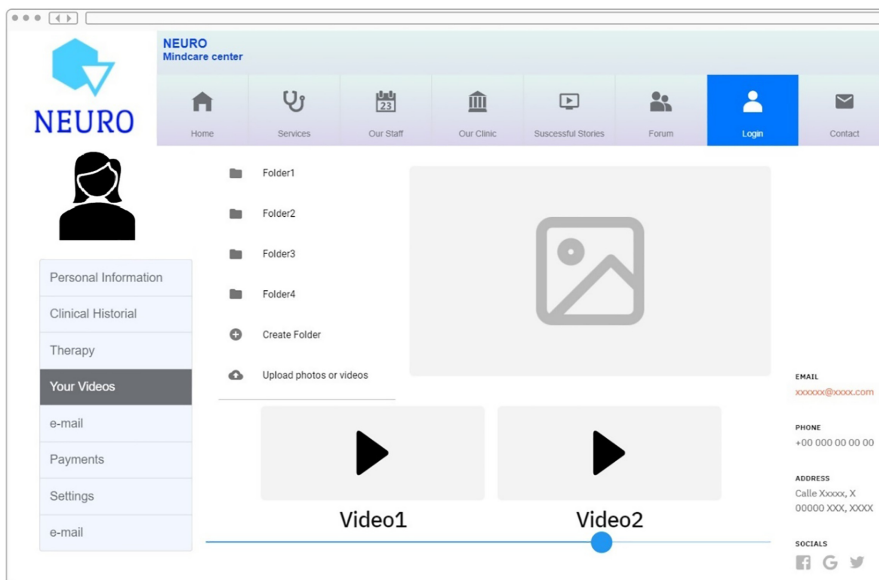 NEURO
Mindcare center
NEURO
Home
Services
23
Our Staff
Our Clinic
Suscessful Stories
Forum
Login
Contact
Folder1
Folder2
Folder3
Folder4
Create Folder
Upload photos or videos
Personal Information
Clinical Historial
Therapy
Your Videos
e-mail
Payments
Settings
e-mail
Video1
Video2
EMAIL
xxxxxx@xxxx.com
PHONE
+00 000 00 00 00
ADDRESS
Calle Xxxxx, X
00000 XXX, XXXX
SOCIALS